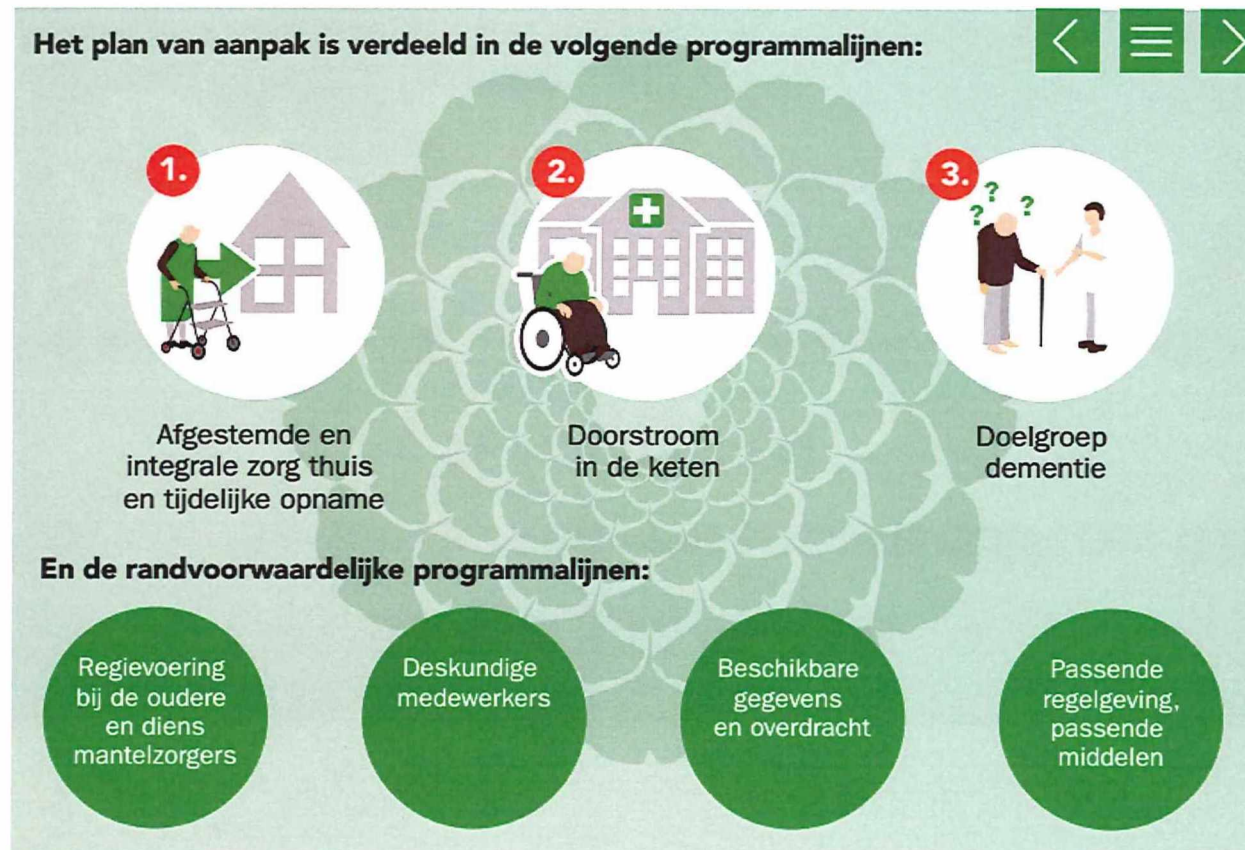 Het plan van aanpak is verdeeld in de volgende programmalijnen:
1.
2.
3.
? ? ?
Afgestemde en
integrale zorg thuis
en tijdelijke opname
Doorstroom
in de keten
Doelgroep
dementie
En de randvoorwaardelijke programmalijnen:
Regievoering
bij de oudere
en diens
mantelzorgers
Deskundige
medewerkers
Beschikbare
gegevens
en overdracht
Passende
regelgeving,
passende
middelen